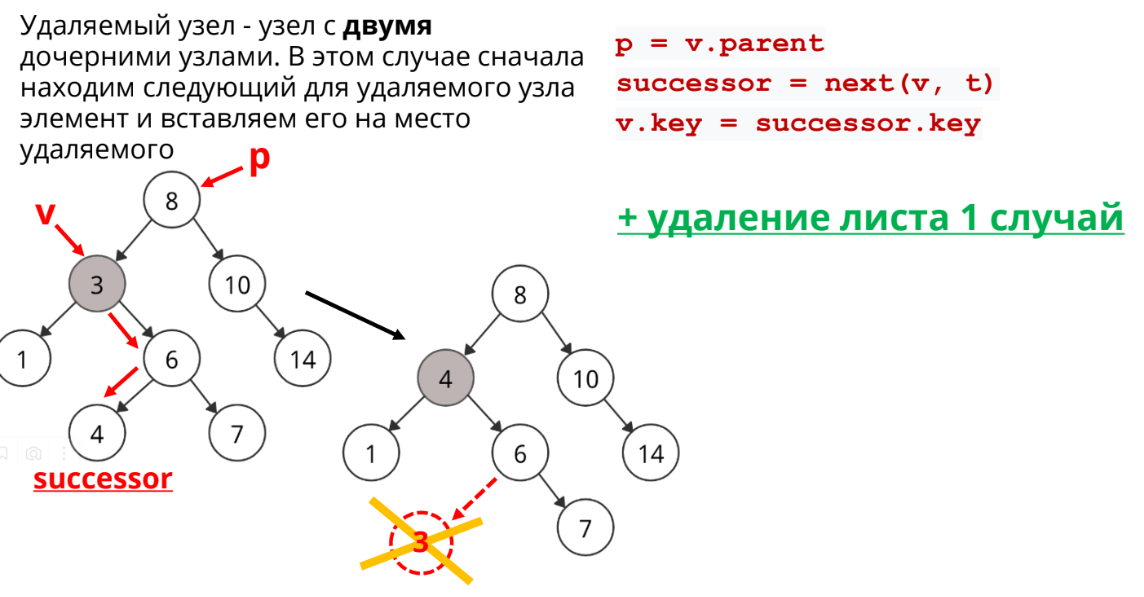 Удаляемый узел - узел с двумя
дочерними узлами. В этом случае сначала
находим следующий для удаляемого узла
элемент и вставляем его на место
удаляемого
p = v.parent
successor = next(v, t)
v.key = successor.key
+ удаление листа 1 случай
p
v
8
3
10
1
6
14
4
7
successor
8
4
10
1
6
14
3
7